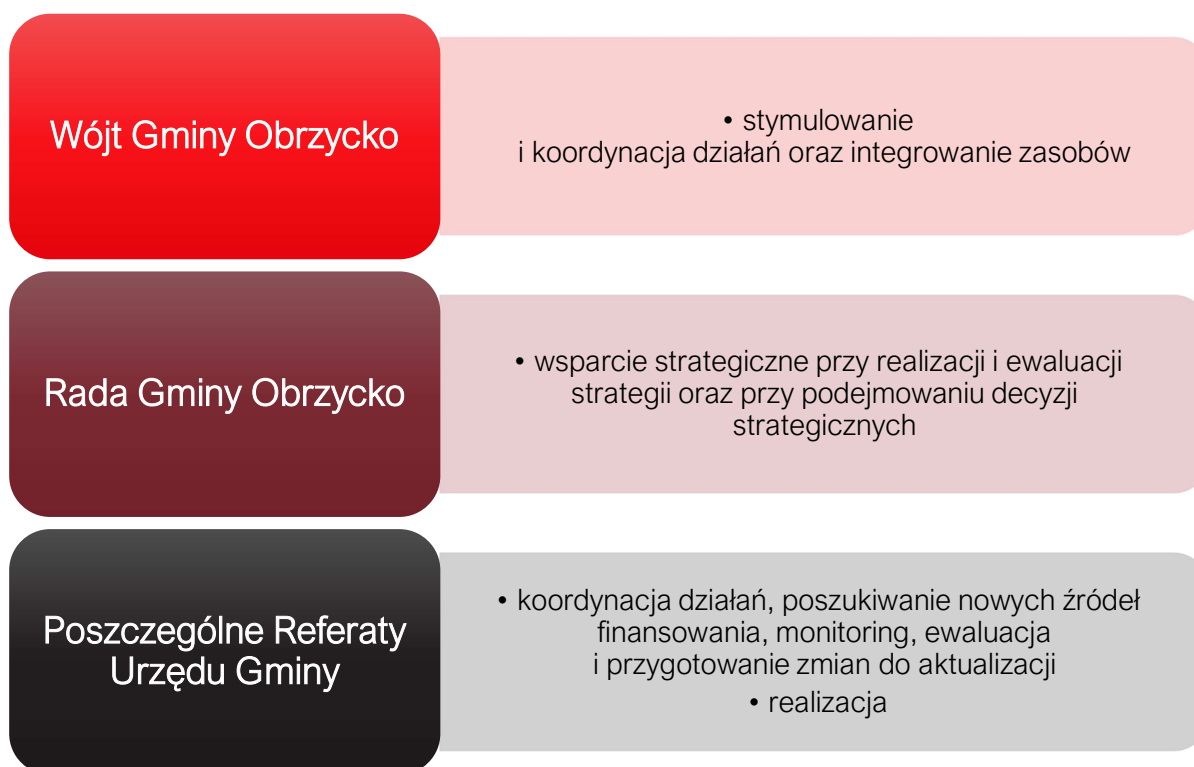 Wójt Gminy Obrzycko
• stymulowanie
i koordynacja działań oraz integrowanie zasobów
Rada Gminy Obrzycko
• wsparcie strategiczne przy realizacji i ewaluacji
strategii oraz przy podejmowaniu decyzji
strategicznych
Poszczególne Referaty
Urzędu Gminy
• koordynacja działań, poszukiwanie nowych źródeł
finansowania, monitoring, ewaluacja
i przygotowanie zmian do aktualizacji
• realizacja